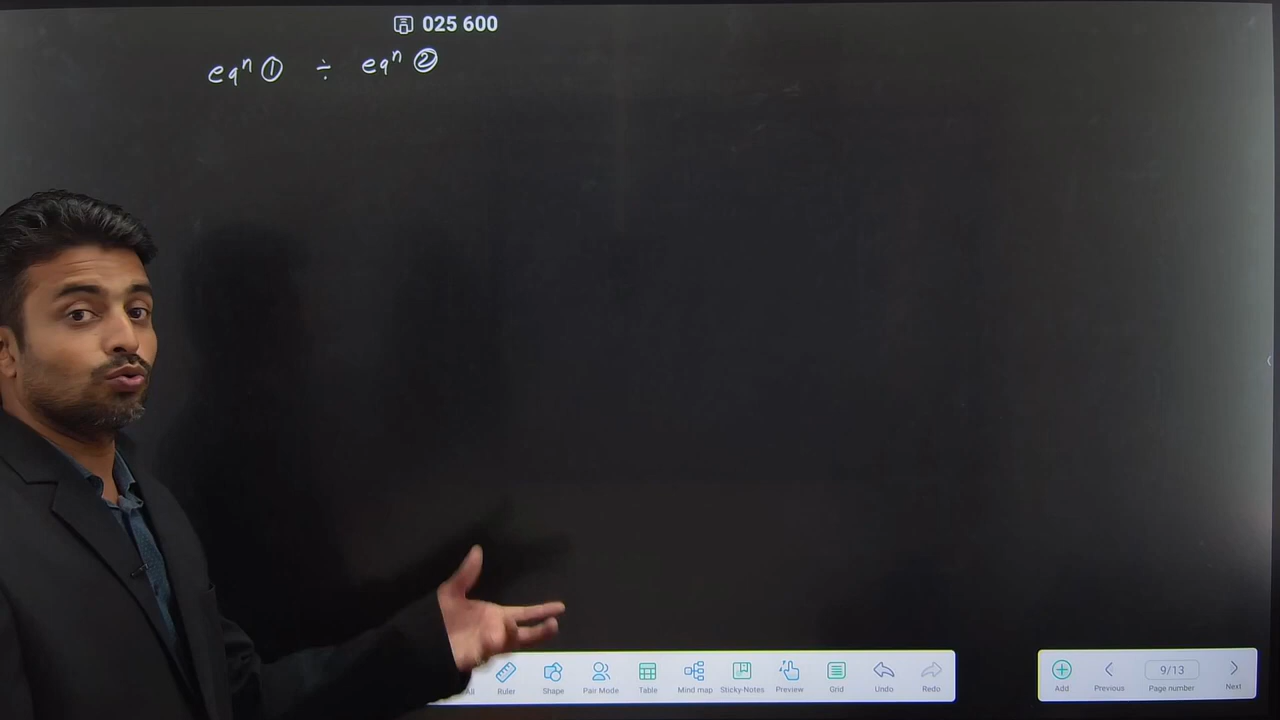 025 600
eqⁿ ① ÷ eqⁿ ②
All Ruler Shape Pair Mode Table Mind map Sticky-Notes Preview Grid Undo Redo
Add Previous 9/13 Page number Next